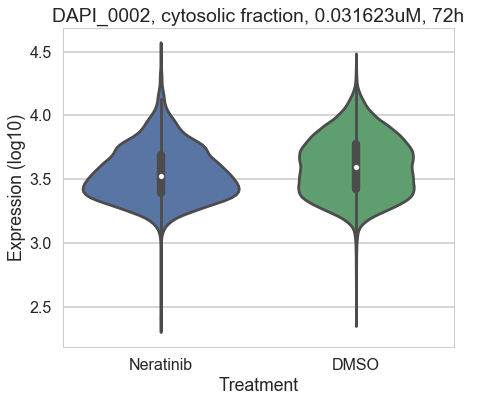 DAPI_0002, cytosolic fraction, 0.031623uM, 72h
Expression (log10)
4.5
4.0
3.5
3.0
2.5
Neratinib DMSO
Treatment